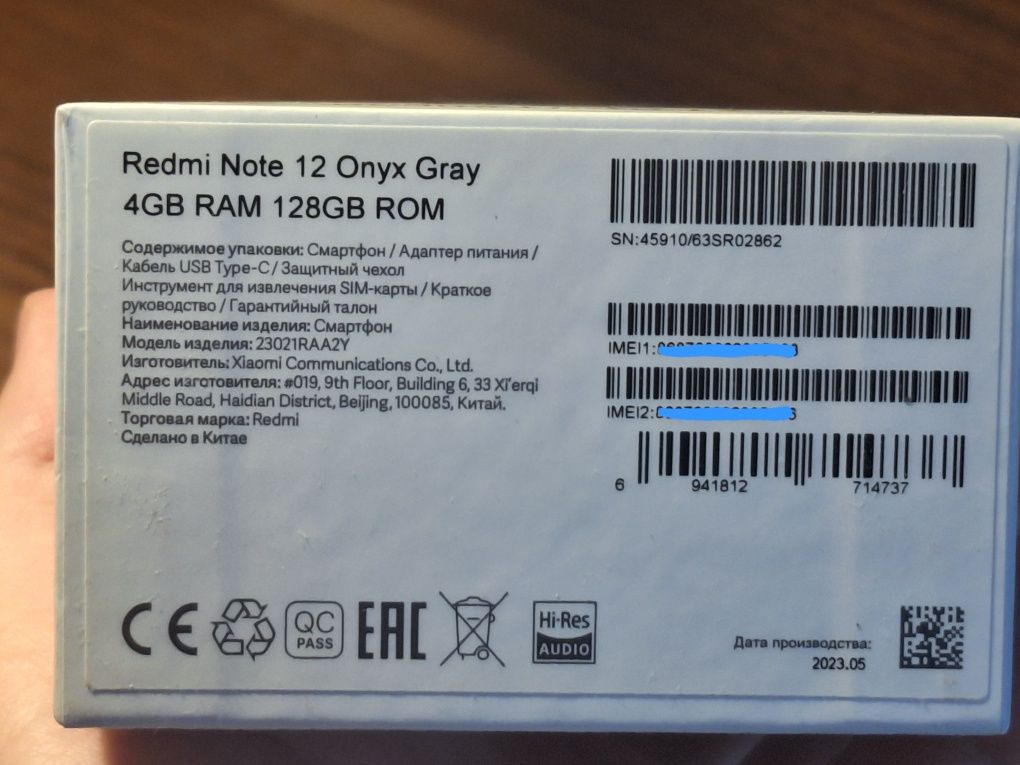 Redmi Note 12 Onyx Gray
4GB RAM 128GB ROM
Содержимое упаковки: Смартфон / Адаптер питания /
Кабель USB Type-C / Защитный чехол
Инструмент для извлечения SIM-карты / Краткое
руководство / Гарантийный талон
Наименование изделия: Смартфон
Модель изделия: 23021RAA2Y
Изготовитель: Xiaomi Communications Co., Ltd.
Адрес изготовителя: #019, 9th Floor, Building 6, 33 Xi'erqi
Middle Road, Haidian District, Beijing, 100085, Китай.
Торговая марка: Redmi
Сделано в Китае
SN:45910/63SR02862
IMEI1:
IMEI2:
6 941812 714737
CE
QC
PASS
EAC
Hi-Res
AUDIO
Дата производства:
2023.05